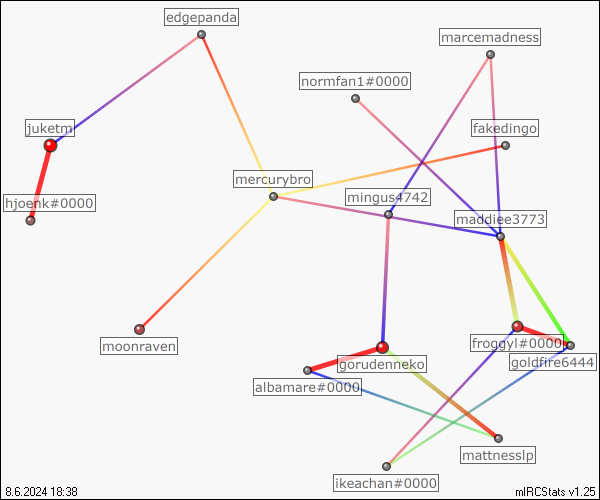 edgepanda
marcemadness
normfan1#0000
juketm
fakedingo
mercurybro
mingus4742
hjoenk#0000
maddiee3773
moonraven
froggyl#0000
goldfire6444
gorudenneko
albamare#0000
mattnesslp
ikeachan#0000
8.6.2024 18:38
mIRCStats v1.25